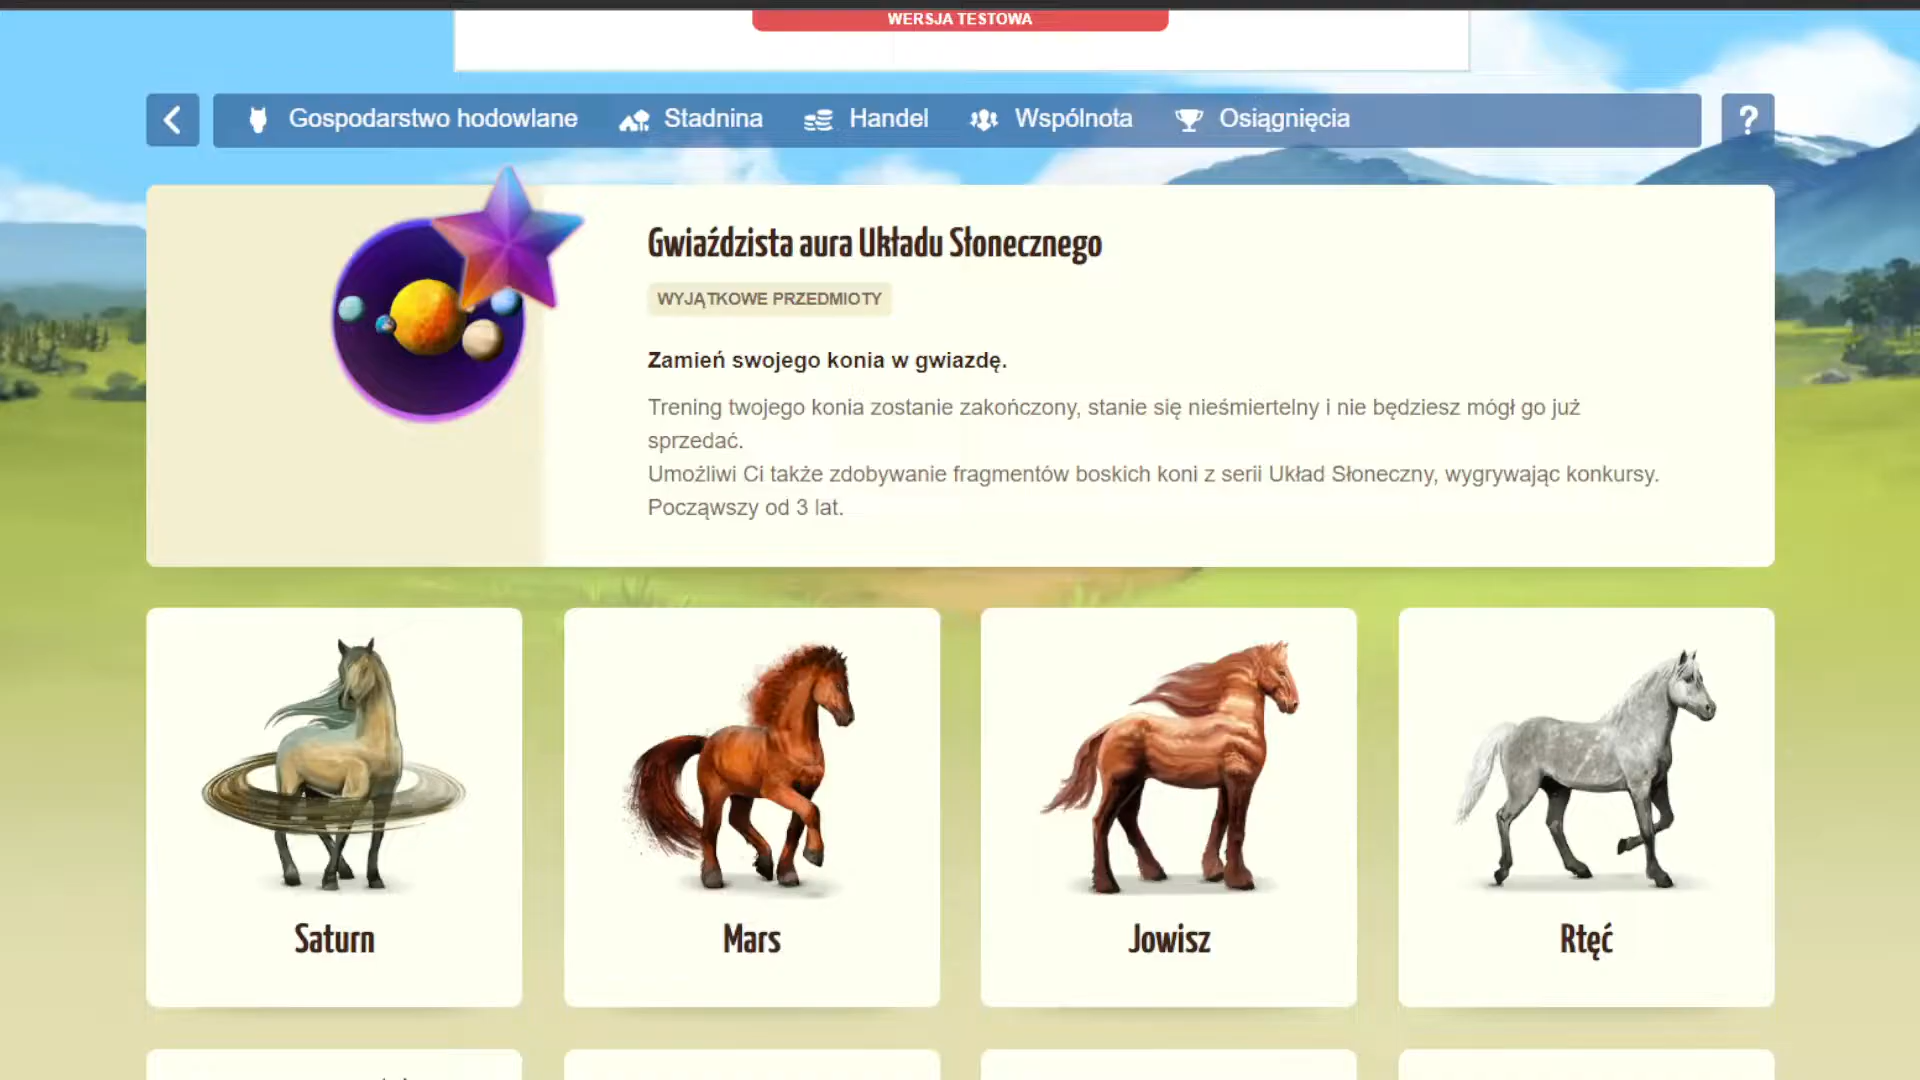 WERSJA TESTOWA
Gospodarstwo hodowlane Stadnina Handel Wspólnota Osiągnięcia ?
Gwiaździsta aura Układu Słonecznego
WYJĄTKOWE PRZEDMIOTY
Zamień swojego konia w gwiazdę.
Trening twojego konia zostanie zakończony, stanie się nieśmiertelny i nie będziesz mógł go już
sprzedać.
Umożliwi Ci także zdobywanie fragmentów boskich koni z serii Układ Słoneczny, wygrywając konkursy.
Począwszy od 3 lat.
Saturn
Mars
Jowisz
Rtęć